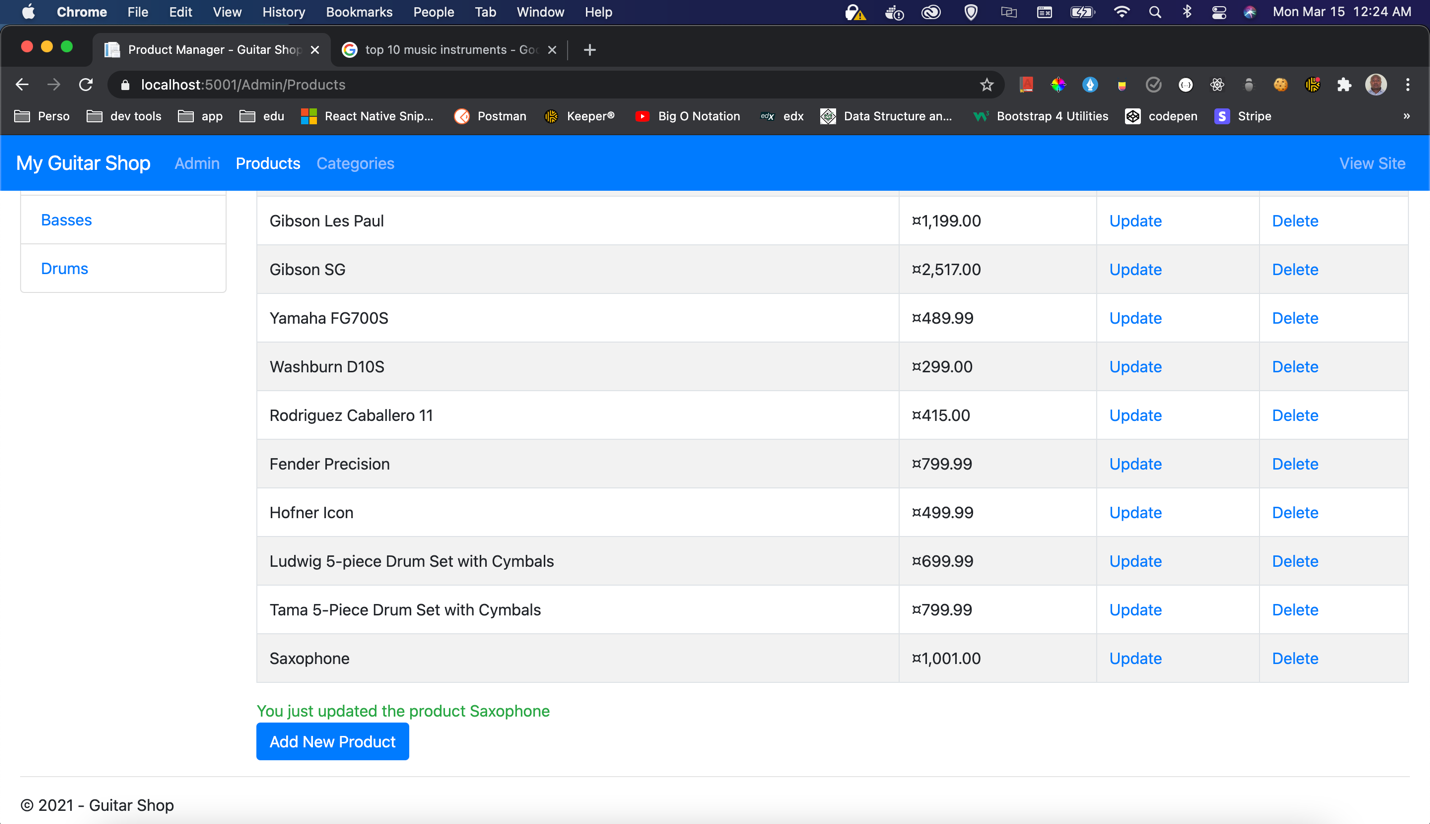 Chrome File Edit View History Bookmarks People Tab Window Help Mon Mar 15 12:24 AM
Product Manager - Guitar Shop top 10 music instruments - Goo
localhost:5001/Admin/Products
Perso dev tools app edu React Native Snip... Postman Keeper® Big O Notation edx edx Data Structure an... Bootstrap 4 Utilities codepen S Stripe »
My Guitar Shop Admin Products Categories View Site
Basses
Drums
Gibson Les Paul ¤1,199.00 Update Delete
Gibson SG ¤2,517.00 Update Delete
Yamaha FG700S ¤489.99 Update Delete
Washburn D10S ¤299.00 Update Delete
Rodriguez Caballero 11 ¤415.00 Update Delete
Fender Precision ¤799.99 Update Delete
Hofner Icon ¤499.99 Update Delete
Ludwig 5-piece Drum Set with Cymbals ¤699.99 Update Delete
Tama 5-Piece Drum Set with Cymbals ¤799.99 Update Delete
Saxophone ¤1,001.00 Update Delete
You just updated the product Saxophone
Add New Product
© 2021 - Guitar Shop